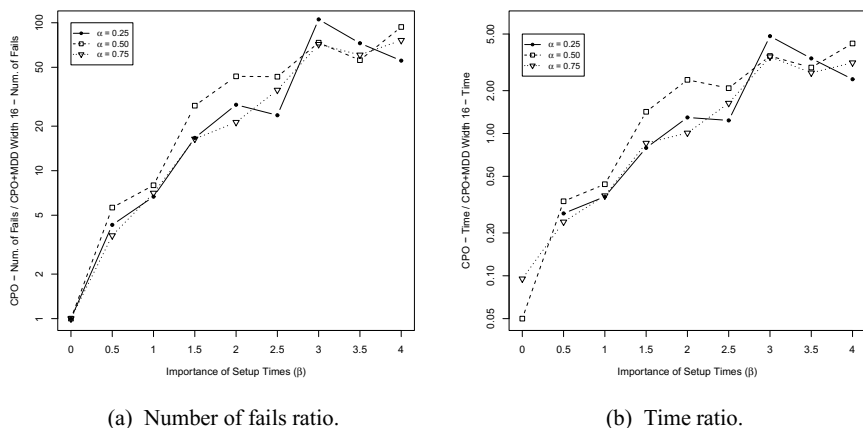 CPO − Num. of Fails / CPO+MDD Width 16 − Num. of Fails
100
50
20
10
5
2
1
α = 0.25
α = 0.50
α = 0.75
0 0.5 1 1.5 2 2.5 3 3.5 4
Importance of Setup Times (β)
(a) Number of fails ratio.
CPO − Time / CPO+MDD Width 16 − Time
5.00
2.00
1.00
0.50
0.20
0.10
0.05
α = 0.25
α = 0.50
α = 0.75
0 0.5 1 1.5 2 2.5 3 3.5 4
Importance of Setup Times (β)
(b) Time ratio.